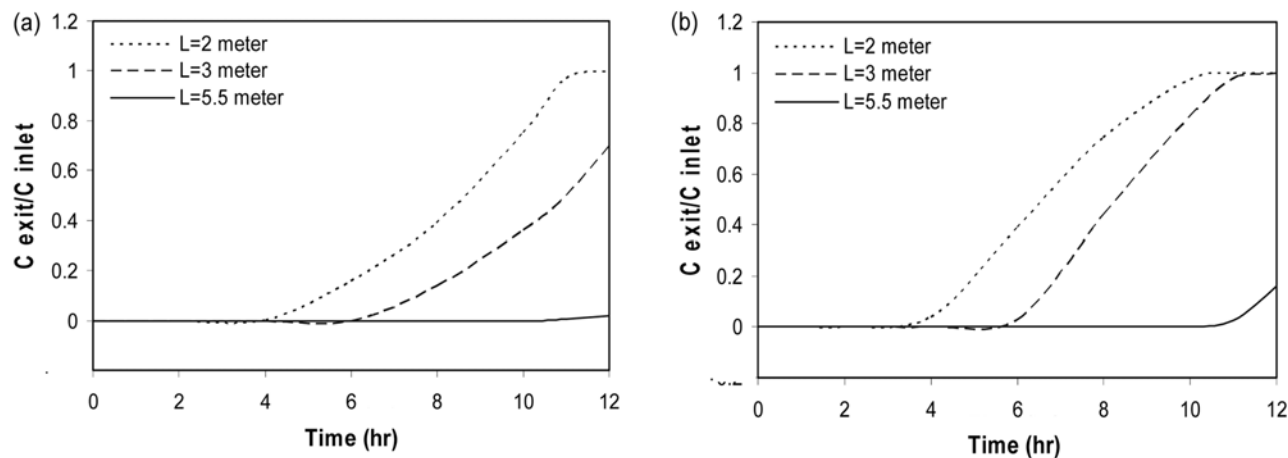 (a)
1.2
1
0.8
0.6
0.4
0.2
0
C exit/C inlet
L=2 meter
L=3 meter
L=5.5 meter
0 2 4 6 8 10 12
Time (hr)
(b)
1.2
1
0.8
0.6
0.4
0.2
0
C exit/C inlet
L=2 meter
L=3 meter
L=5.5 meter
0 2 4 6 8 10 12
Time (hr)